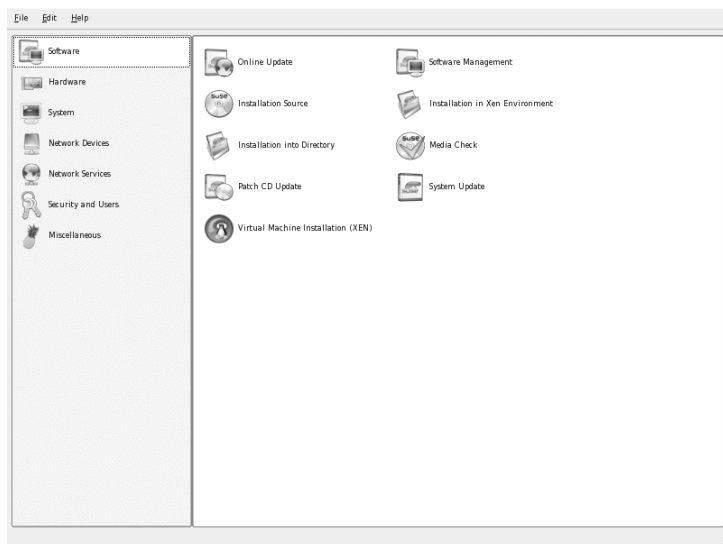 File Edit Help
Software
Hardware
System
Network Devices
Network Services
Security and Users
Miscellaneous
Online Update
Software Management
Installation Source
Installation in Xen Environment
Installation into Directory
Media Check
Patch CD Update
System Update
Virtual Machine Installation (XEN)
SuSE
SuSE